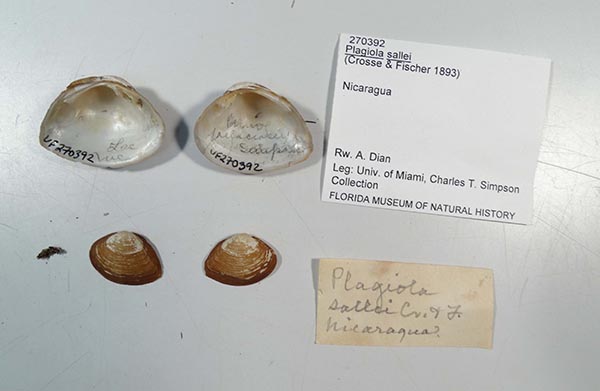 270392
Plagiola sallei
(Crosse & Fischer 1893)
Nicaragua
Rw. A. Dian
Leg: Univ. of Miami, Charles T. Simpson
Collection
FLORIDA MUSEUM OF NATURAL HISTORY
UF270392
UF270392
Plagiola
sallei Cr. & F.
Nicaragua?